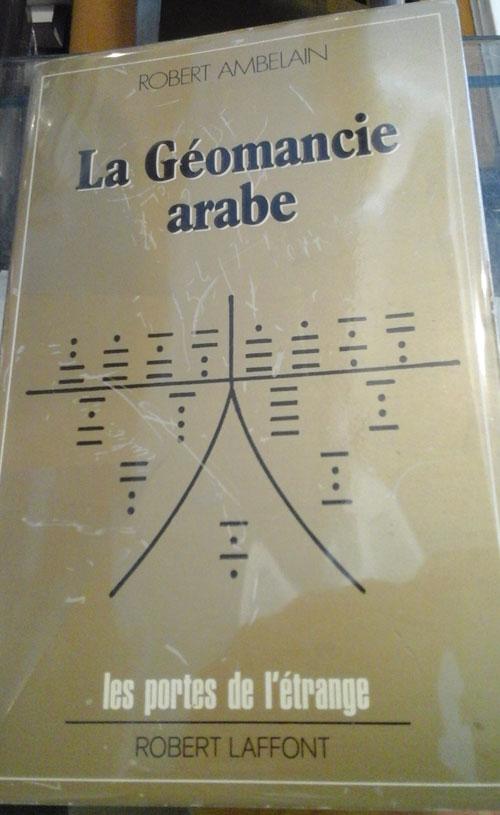 ROBERT AMBELAIN
La Géomancie
arabe
les portes de l'étrange
ROBERT LAFFONT